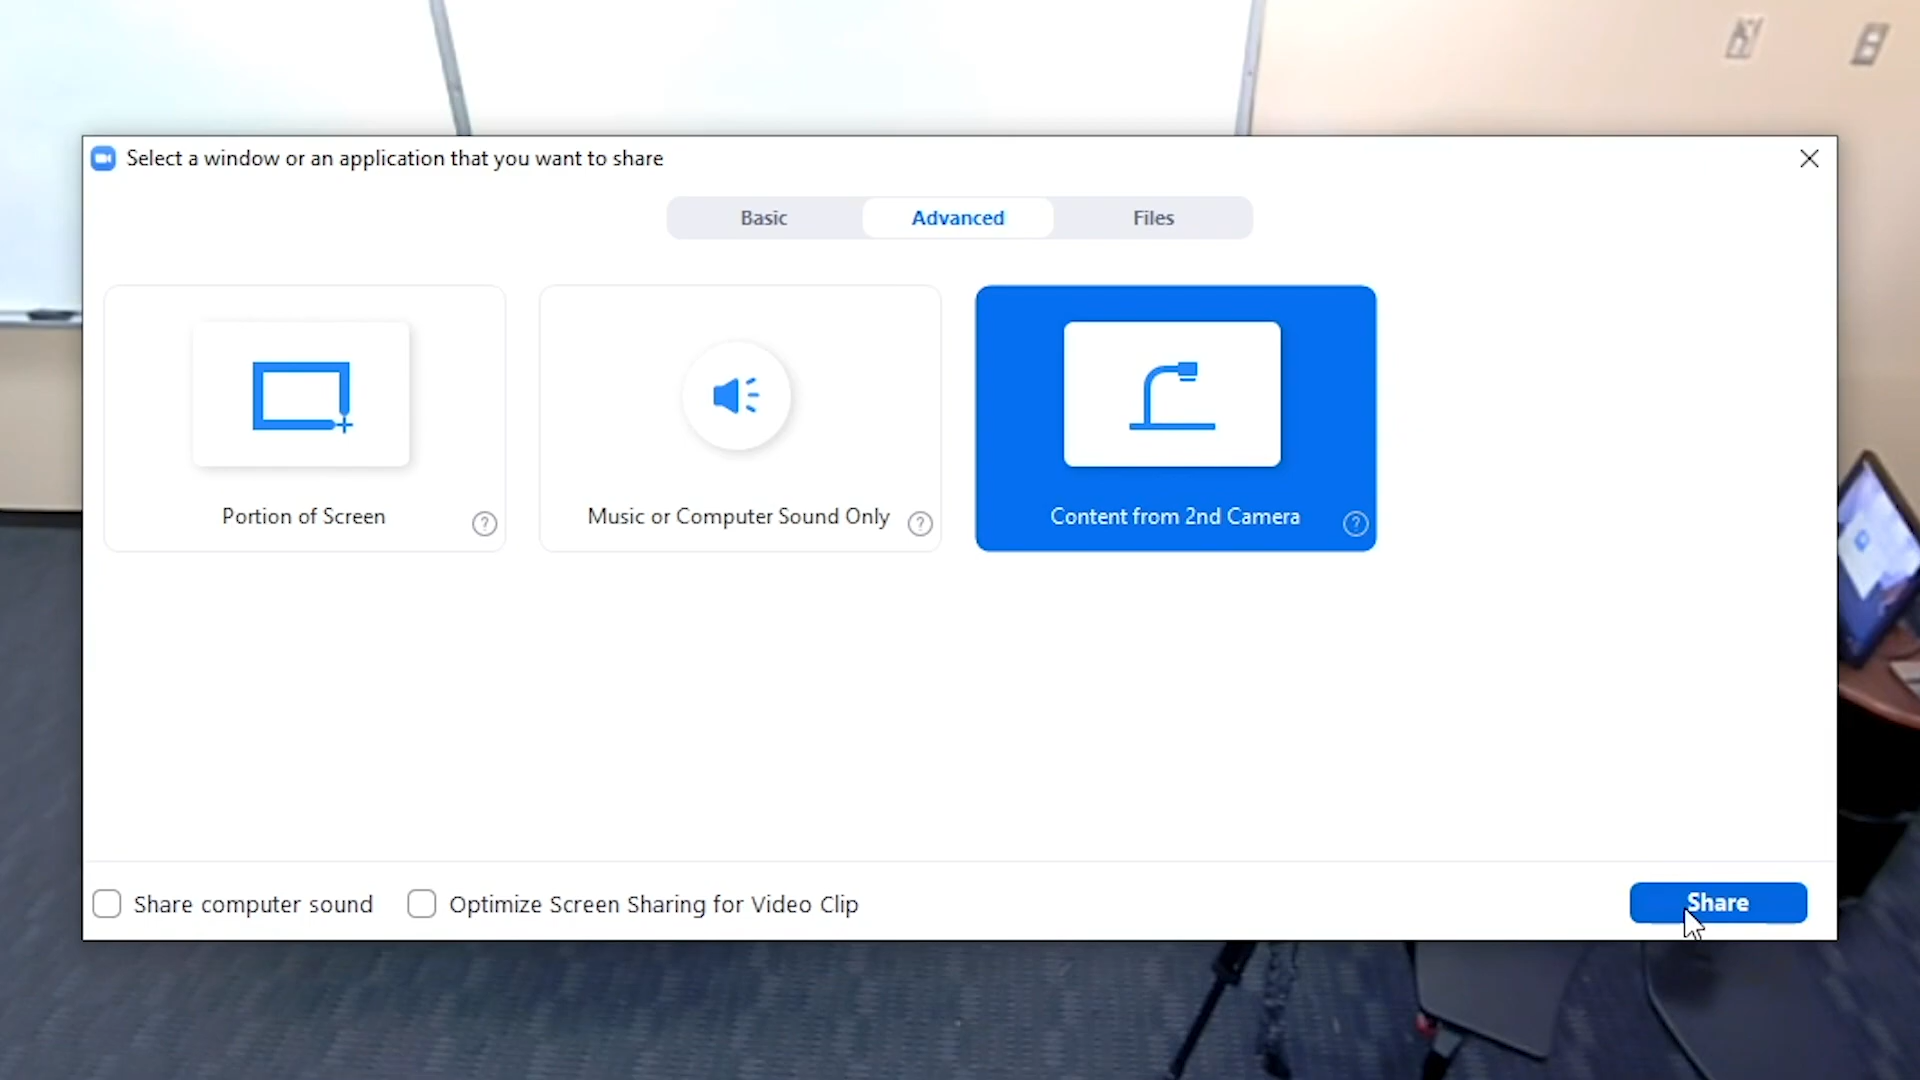 Select a window or an application that you want to share
Basic Advanced Files
Portion of Screen ?
Music or Computer Sound Only ?
Content from 2nd Camera ?
Share computer sound Optimize Screen Sharing for Video Clip Share